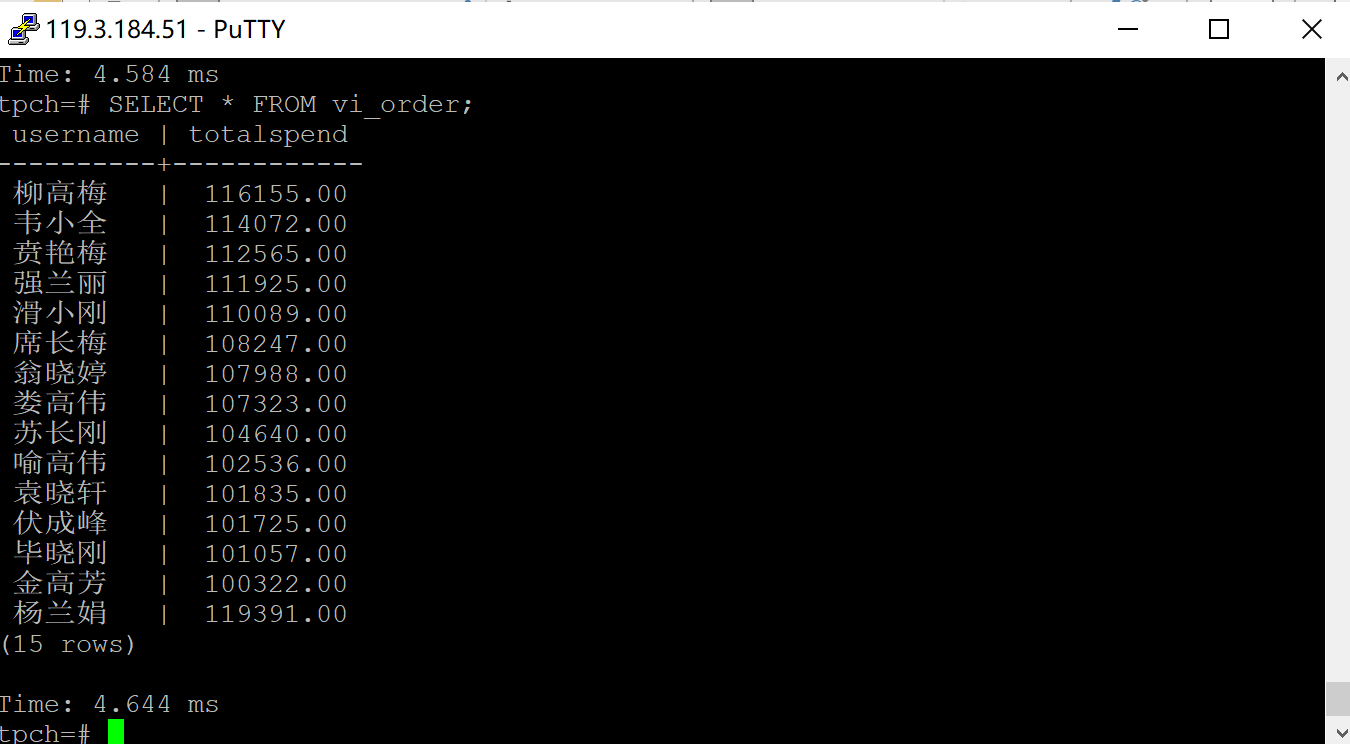 119.3.184.51 - PuTTY
Time: 4.584 ms
tpch=# SELECT * FROM vi_order;
username | totalspend
----------+------------
柳高梅 | 116155.00
韦小全 | 114072.00
贲艳梅 | 112565.00
强兰丽 | 111925.00
滑小刚 | 110089.00
席长梅 | 108247.00
翁晓婷 | 107988.00
娄高伟 | 107323.00
苏长刚 | 104640.00
喻高伟 | 102536.00
袁晓轩 | 101835.00
伏成峰 | 101725.00
毕晓刚 | 101057.00
金高芳 | 100322.00
杨兰娟 | 119391.00
(15 rows)
Time: 4.644 ms
tpch=#